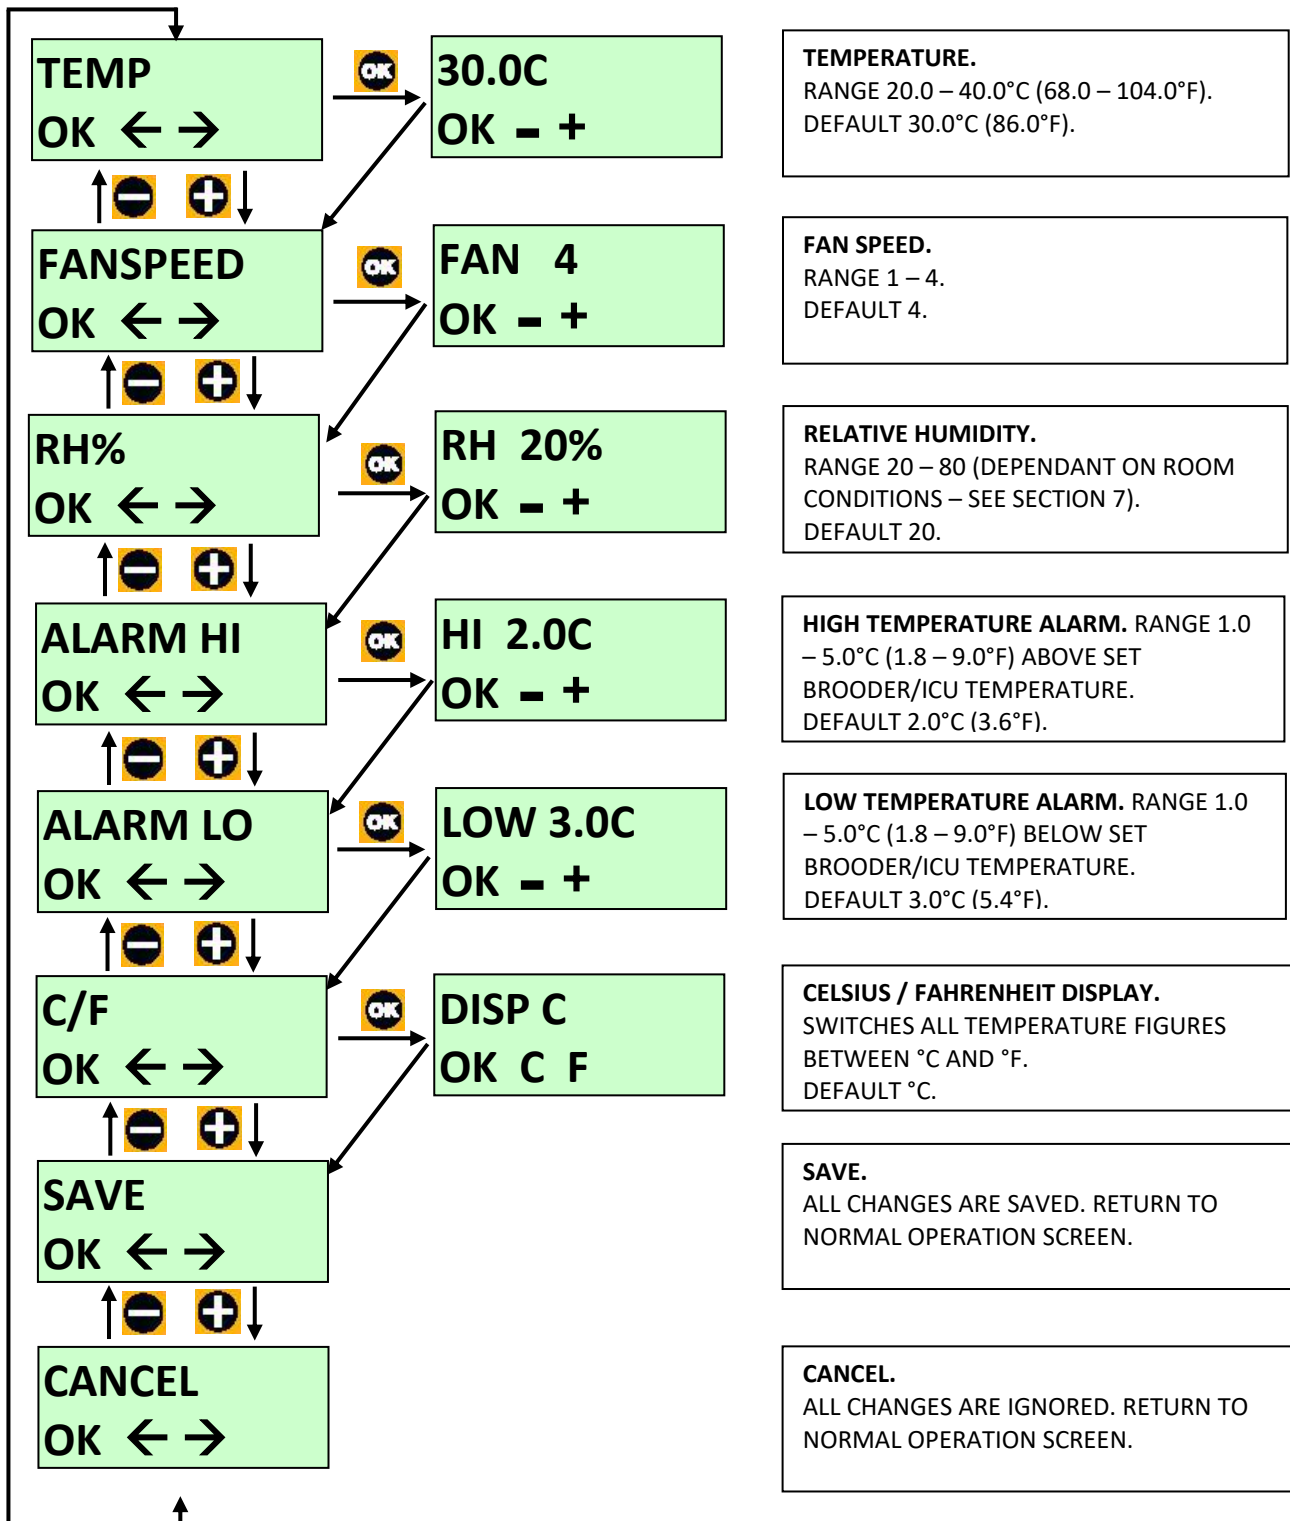 TEMP
OK ← →
OK
30.0C
OK - +
TEMPERATURE.
RANGE 20.0 – 40.0°C (68.0 – 104.0°F).
DEFAULT 30.0°C (86.0°F).
FANSPEED
OK ← →
OK
FAN 4
OK - +
FAN SPEED.
RANGE 1 – 4.
DEFAULT 4.
RH%
OK ← →
OK
RH 20%
OK - +
RELATIVE HUMIDITY.
RANGE 20 – 80 (DEPENDANT ON ROOM
CONDITIONS – SEE SECTION 7).
DEFAULT 20.
ALARM HI
OK ← →
OK
HI 2.0C
OK - +
HIGH TEMPERATURE ALARM. RANGE 1.0
– 5.0°C (1.8 – 9.0°F) ABOVE SET
BROODER/ICU TEMPERATURE.
DEFAULT 2.0°C (3.6°F).
ALARM LO
OK ← →
OK
LOW 3.0C
OK - +
LOW TEMPERATURE ALARM. RANGE 1.0
– 5.0°C (1.8 – 9.0°F) BELOW SET
BROODER/ICU TEMPERATURE.
DEFAULT 3.0°C (5.4°F).
C/F
OK ← →
OK
DISP C
OK C F
CELSIUS / FAHRENHEIT DISPLAY.
SWITCHES ALL TEMPERATURE FIGURES
BETWEEN °C AND °F.
DEFAULT °C.
SAVE
OK ← →
SAVE.
ALL CHANGES ARE SAVED. RETURN TO
NORMAL OPERATION SCREEN.
CANCEL
OK ← →
CANCEL.
ALL CHANGES ARE IGNORED. RETURN TO
NORMAL OPERATION SCREEN.